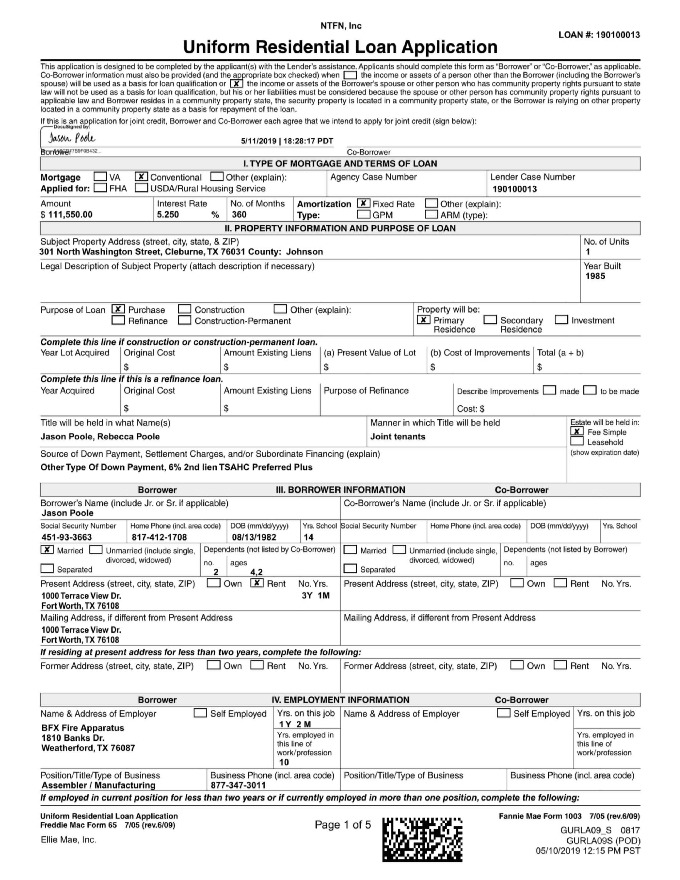 NTFN, Inc
LOAN #: 190100013
Uniform Residential Loan Application
This application is designed to be completed by the applicant(s) with the Lender's assistance. Applicants should complete this form as "Borrower" or "Co-Borrower," as applicable.
Co-Borrower information must also be provided (and the appropriate box checked) when the income or assets of a person other than the Borrower (including the Borrower's
spouse) will be used as a basis for loan qualification or X the income or assets of the Borrower's spouse or other person who has community property rights pursuant to state
law will not be used as a basis for loan qualification, but his or her liabilities must be considered because the spouse or other person has community property rights pursuant to
applicable law and Borrower resides in a community property state, the security property is located in a community property state, or the Borrower is relying on other property
located in a community property state as a basis for repayment of the loan.
If this is an application for joint credit, Borrower and Co-Borrower each agree that we intend to apply for joint credit (sign below):
DocuSigned by:
Jason Poole
5/11/2019 | 18:28:17 PDT
Borrower Co-Borrower
I. TYPE OF MORTGAGE AND TERMS OF LOAN
Mortgage VA X Conventional Other (explain): Agency Case Number Lender Case Number
Applied for: FHA USDA/Rural Housing Service 190100013
Amount Interest Rate No. of Months Amortization X Fixed Rate Other (explain):
$ 111,550.00 5.250 % 360 Type: GPM ARM (type):
II. PROPERTY INFORMATION AND PURPOSE OF LOAN
Subject Property Address (street, city, state, & ZIP) No. of Units
301 North Washington Street, Cleburne, TX 76031 County: Johnson 1
Legal Description of Subject Property (attach description if necessary) Year Built
1985
Purpose of Loan X Purchase Construction Other (explain): Property will be:
Refinance Construction-Permanent X Primary Residence Secondary Residence Investment
Complete this line if construction or construction-permanent loan.
Year Lot Acquired Original Cost Amount Existing Liens (a) Present Value of Lot (b) Cost of Improvements Total (a + b)
$ $ $ $ $
Complete this line if this is a refinance loan.
Year Acquired Original Cost Amount Existing Liens Purpose of Refinance Describe Improvements made to be made
$ $ Cost: $
Title will be held in what Name(s) Manner in which Title will be held Estate will be held in:
Jason Poole, Rebecca Poole Joint tenants X Fee Simple
Leasehold
Source of Down Payment, Settlement Charges, and/or Subordinate Financing (explain) (show expiration date)
Other Type Of Down Payment, 6% 2nd lien TSAHC Preferred Plus
Borrower III. BORROWER INFORMATION Co-Borrower
Borrower's Name (include Jr. or Sr. if applicable) Co-Borrower's Name (include Jr. or Sr. if applicable)
Jason Poole
Social Security Number Home Phone (incl. area code) DOB (mm/dd/yyyy) Yrs. School Social Security Number Home Phone (incl. area code) DOB (mm/dd/yyyy) Yrs. School
451-93-3663 817-412-1708 08/13/1982 14
X Married Unmarried (include single, Dependents (not listed by Co-Borrower) Married Unmarried (include single, Dependents (not listed by Borrower)
divorced, widowed) no. ages divorced, widowed) no. ages
Separated 2 4,2 Separated
Present Address (street, city, state, ZIP) Own X Rent No. Yrs. Present Address (street, city, state, ZIP) Own Rent No. Yrs.
1000 Terrace View Dr. 3Y 1M
Fort Worth, TX 76108
Mailing Address, if different from Present Address Mailing Address, if different from Present Address
1000 Terrace View Dr.
Fort Worth, TX 76108
If residing at present address for less than two years, complete the following:
Former Address (street, city, state, ZIP) Own Rent No. Yrs. Former Address (street, city, state, ZIP) Own Rent No. Yrs.
Borrower IV. EMPLOYMENT INFORMATION Co-Borrower
Name & Address of Employer Self Employed Yrs. on this job Name & Address of Employer Self Employed Yrs. on this job
1 Y 2 M
BFX Fire Apparatus Yrs. employed in Yrs. employed in
1810 Banks Dr. this line of this line of
Weatherford, TX 76087 work/profession work/profession
10
Position/Title/Type of Business Business Phone (incl. area code) Position/Title/Type of Business Business Phone (incl. area code)
Assembler / Manufacturing 877-347-3011
If employed in current position for less than two years or if currently employed in more than one position, complete the following:
Uniform Residential Loan Application Fannie Mae Form 1003 7/05 (rev.6/09)
Freddie Mac Form 65 7/05 (rev.6/09) Page 1 of 5
Ellie Mae, Inc. GURLA09_S 0817
GURLA09S (POD)
05/10/2019 12:15 PM PST